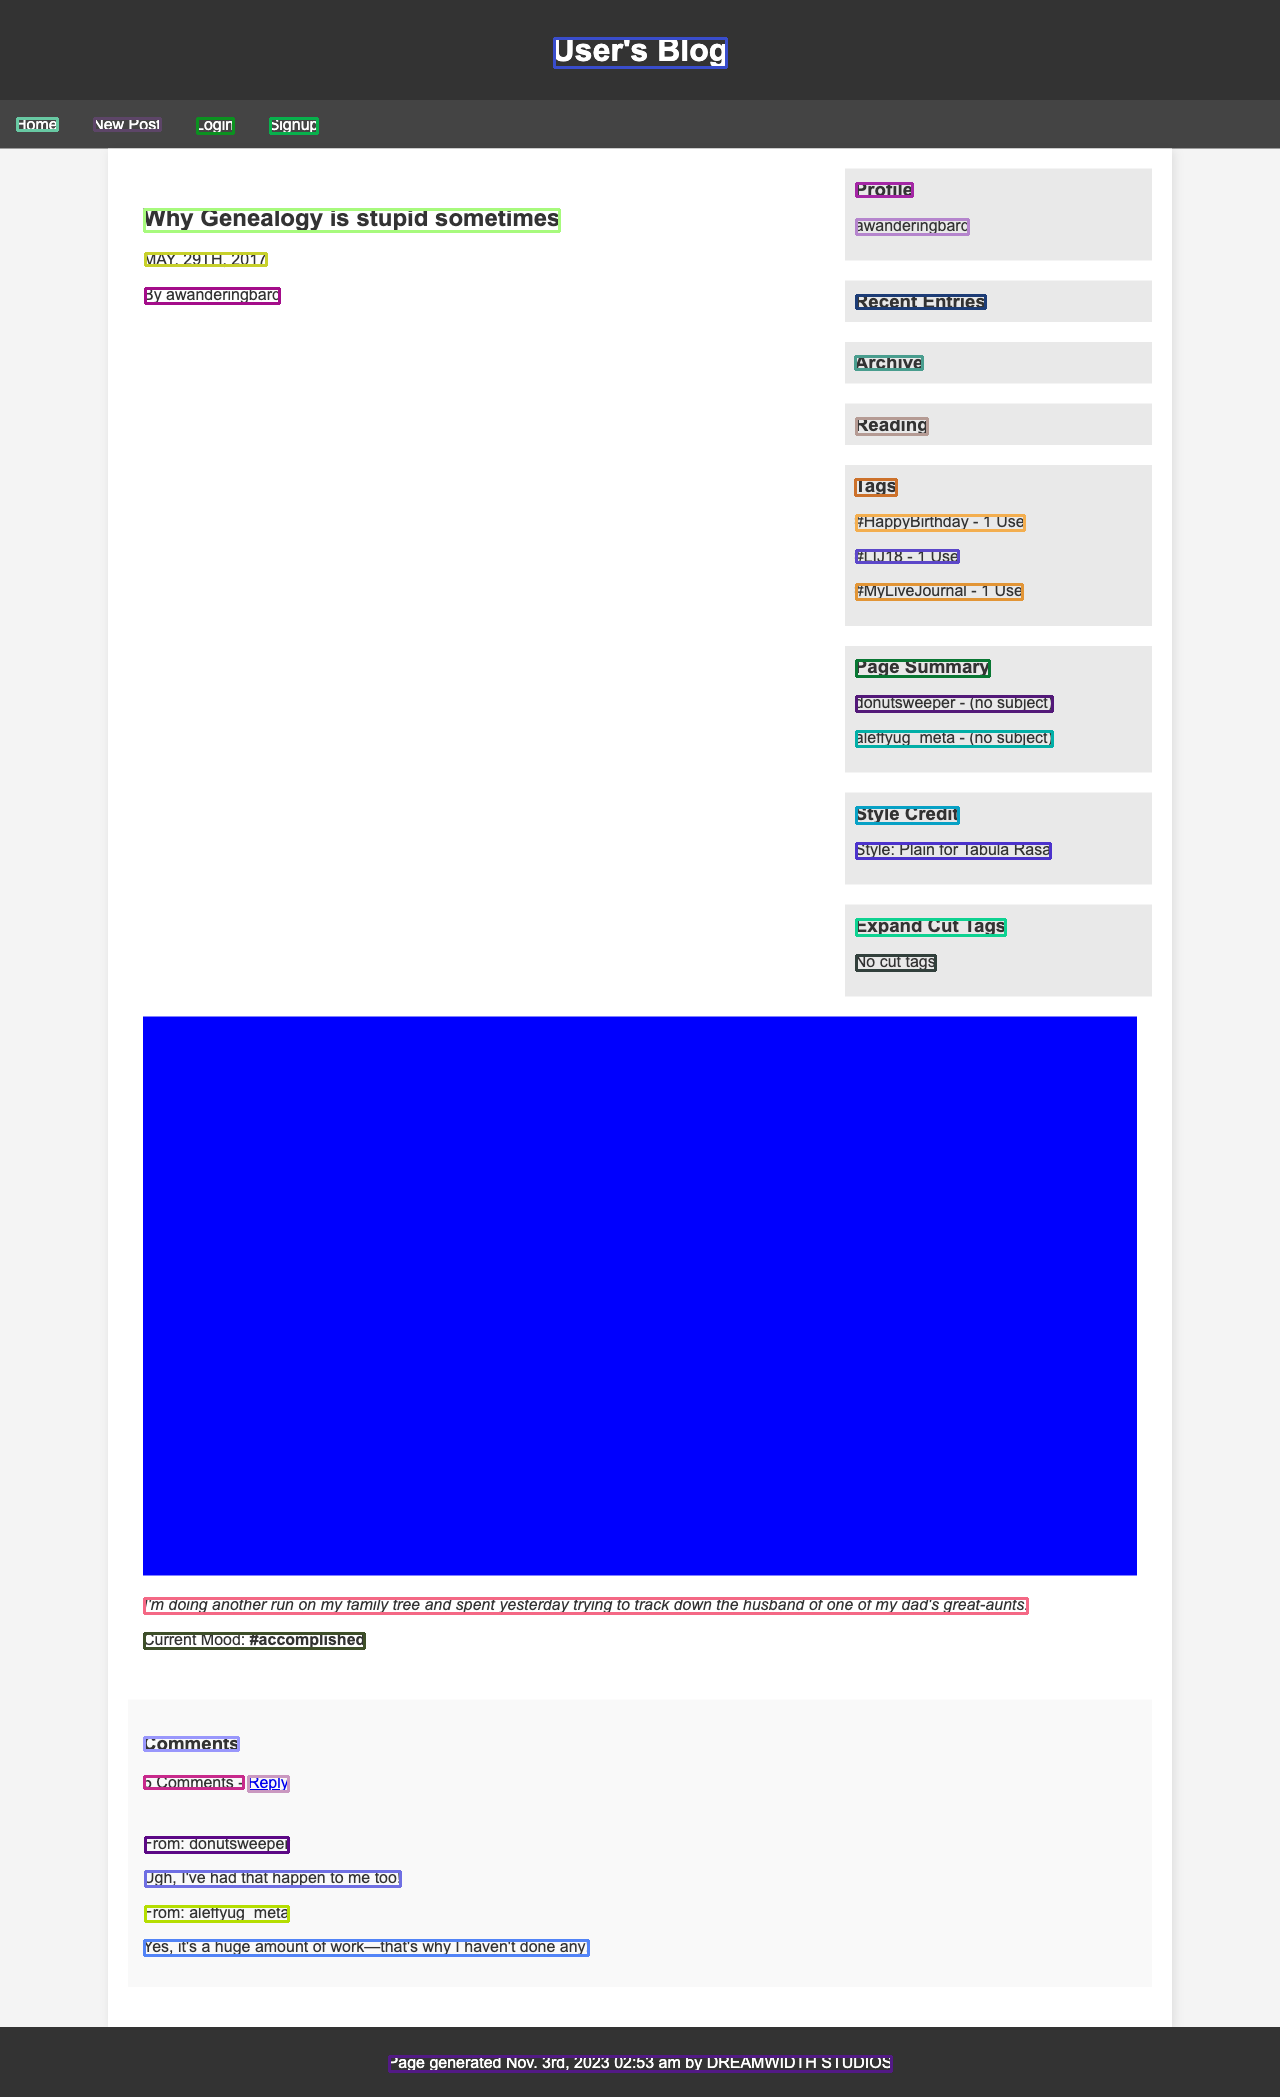 User's Blog
Home
New Post
Login
Signup
Why Genealogy is stupid sometimes
MAY. 29TH, 2017
By awanderingbard
Profile
awanderingbard
Recent Entries
Archive
Reading
Tags
#HappyBirthday - 1 Use
#LIJ18 - 1 Use
#MyLiveJournal - 1 Use
Page Summary
donutsweeper - (no subject)
aleffyug_meta - (no subject)
Style Credit
Style: Plain for Tabula Rasa
Expand Cut Tags
No cut tags
I'm doing another run on my family tree and spent yesterday trying to track down the husband of one of my dad's great-aunts.
Current Mood: #accomplished
Comments
Comments - Reply
From: donutsweeper
Ugh, I've had that happen to me too!
From: aleffyug_meta
Yes, it's a huge amount of work—that's why I haven't done any
Page generated Nov. 3rd, 2023 02:53 am by DREAMWIDTH STUDIOS